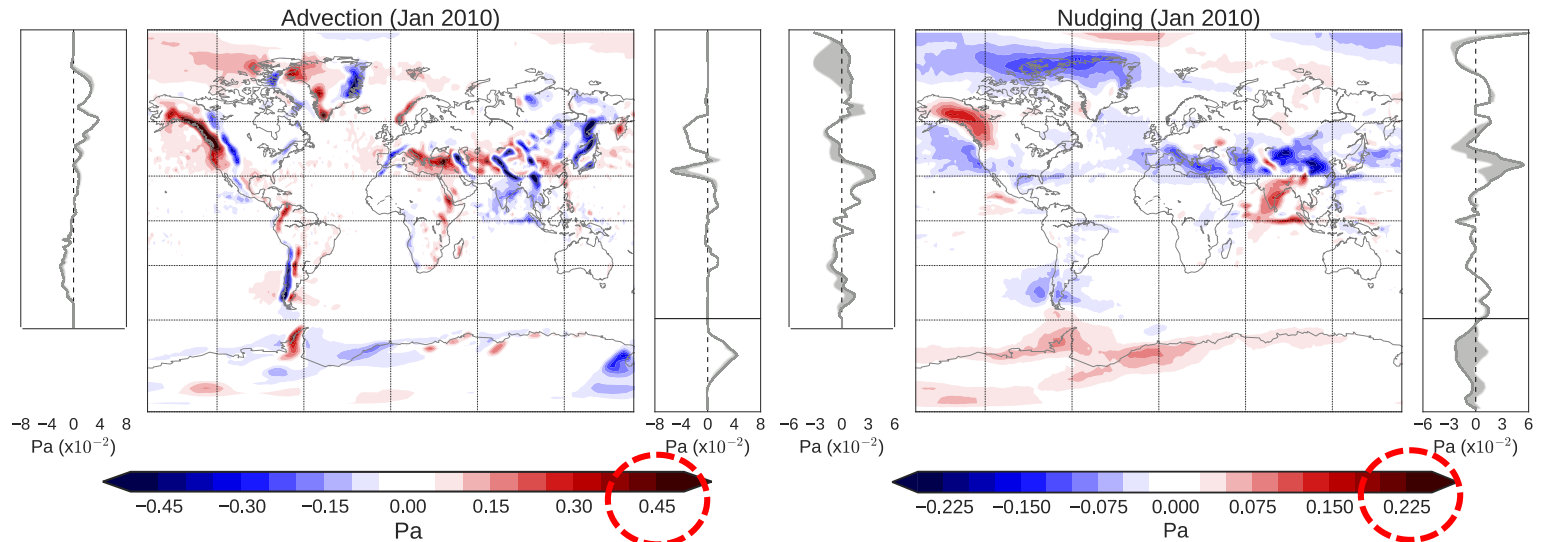 Advection (Jan 2010)
−8 −4 0 4 8
Pa (x10⁻²)
−8 −4 0 4 8
Pa (x10⁻²)
−0.45 −0.30 −0.15 0.00 0.15 0.30 0.45
Pa
Nudging (Jan 2010)
−6 −3 0 3 6
Pa (x10⁻²)
−6 −3 0 3 6
Pa (x10⁻²)
−0.225 −0.150 −0.075 0.000 0.075 0.150 0.225
Pa